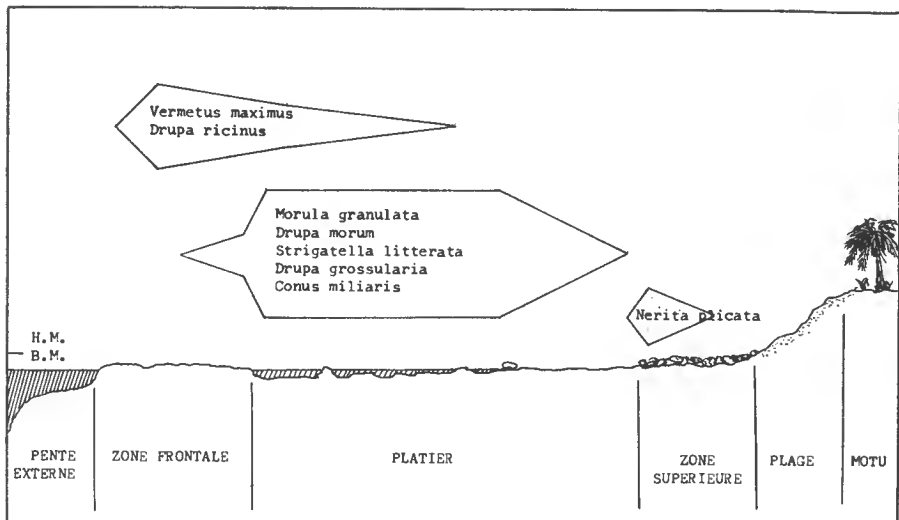 Vermetus maximus
Drupa ricinus
Morula granulata
Drupa morum
Strigatella litterata
Drupa grossularia
Conus miliaris
Nerita plicata
H.M.
B.M.
PENTE
EXTERNE
ZONE FRONTALE
PLATIER
ZONE
SUPERIEURE
PLAGE
MOTU